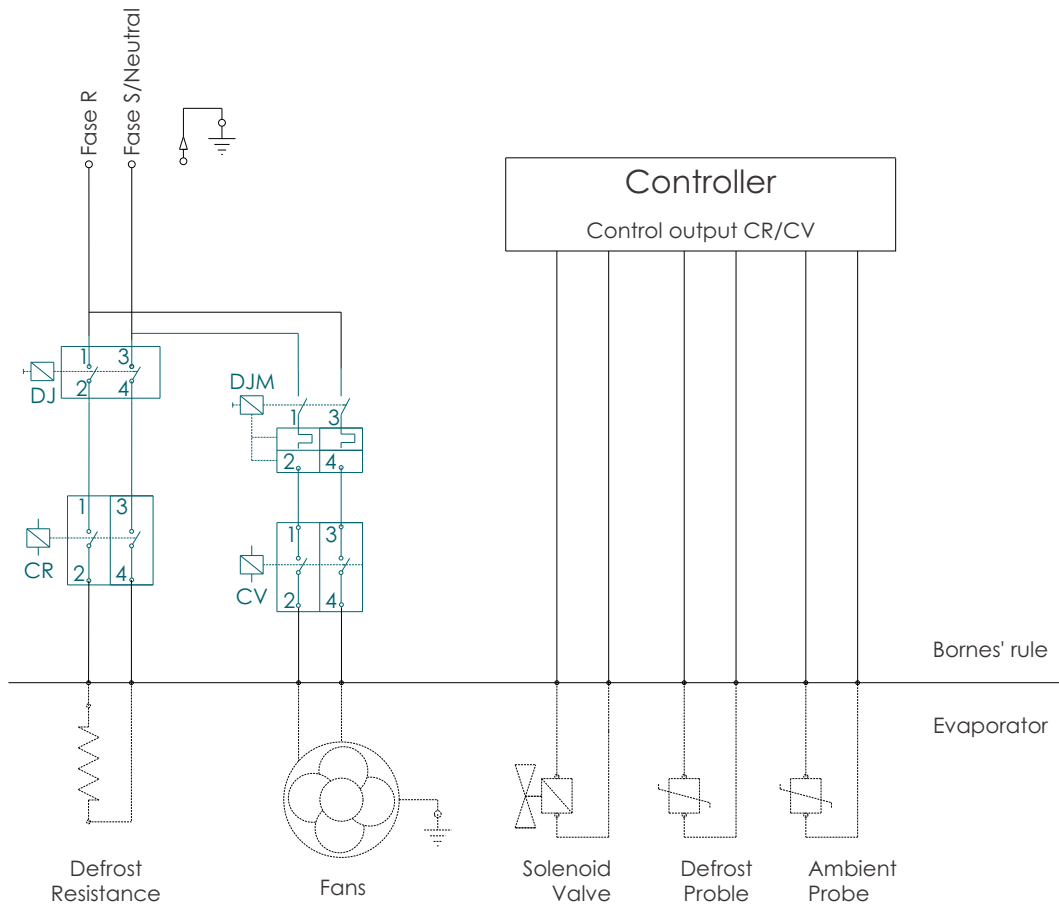 Fase R
Fase S/Neutral
Controller
Control output CR/CV
1 3
DJ
2 4
DJM
1 3
2 4
1 3
CR
2 4
1 3
CV
2 4
Bornes' rule
Evaporator
Defrost
Resistance
Fans
Solenoid
Valve
Defrost
Proble
Ambient
Probe